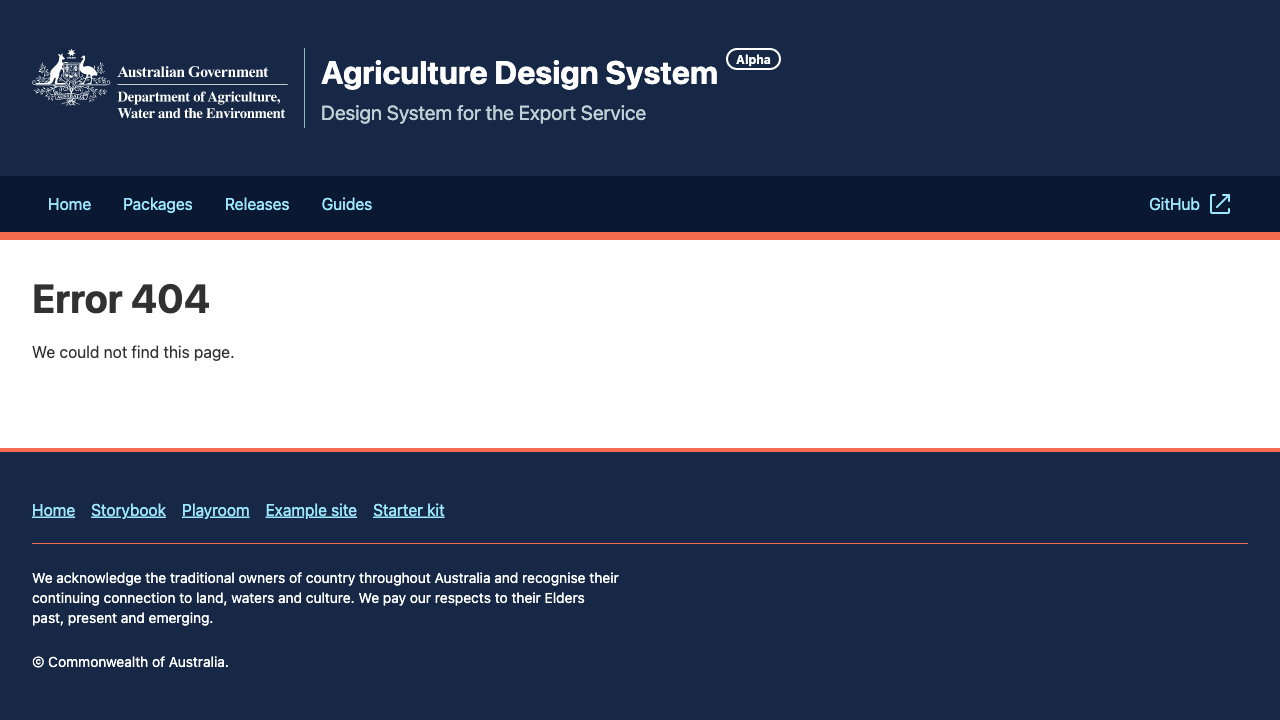 Australian Government
Department of Agriculture,
Water and the Environment
Agriculture Design System
Alpha
Design System for the Export Service
Home
Packages
Releases
Guides
GitHub
Error 404
We could not find this page.
Home
Storybook
Playroom
Example site
Starter kit
We acknowledge the traditional owners of country throughout Australia and recognise their
continuing connection to land, waters and culture. We pay our respects to their Elders
past, present and emerging.
© Commonwealth of Australia.